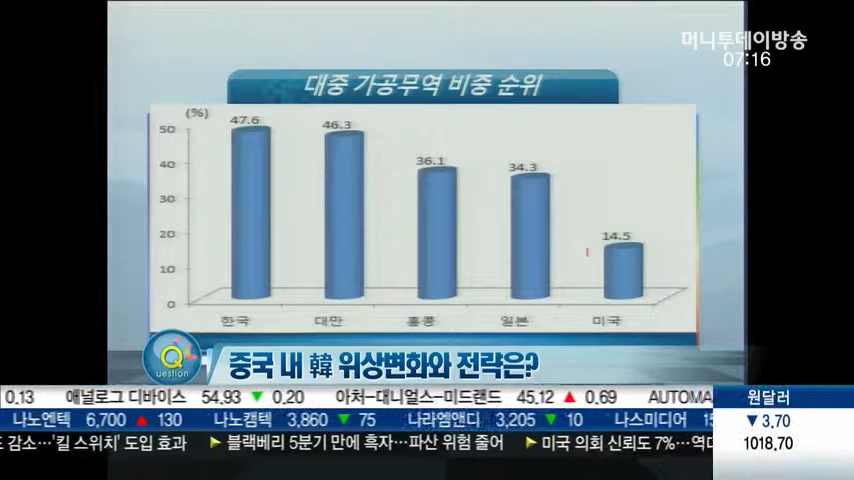 머니투데이방송
07:16
대중 가공무역 비중 순위
(%)
50
40
30
20
10
0
47.6
46.3
36.1
34.3
14.5
한국 대만 홍콩 일본 미국
Question
중국 내 韓 위상변화와 전략은?
0.13 애널로그 디바이스 54.93 ▼ 0.20 아처-대니얼스-미드랜드 45.12 ▲ 0.69 AUTOMA
나노엔텍 6,700 ▲ 130 나노캠텍 3,860 ▼ 75 나라엠앤디 3,205 ▼ 10 나스미디어
감소...'킬 스위치' 도입 효과 ▶ 블랙베리 5분기 만에 흑자…파산 위험 줄어 ▶ 미국 의회 신뢰도 7%…역대
원달러
▼ 3.70
1018.70